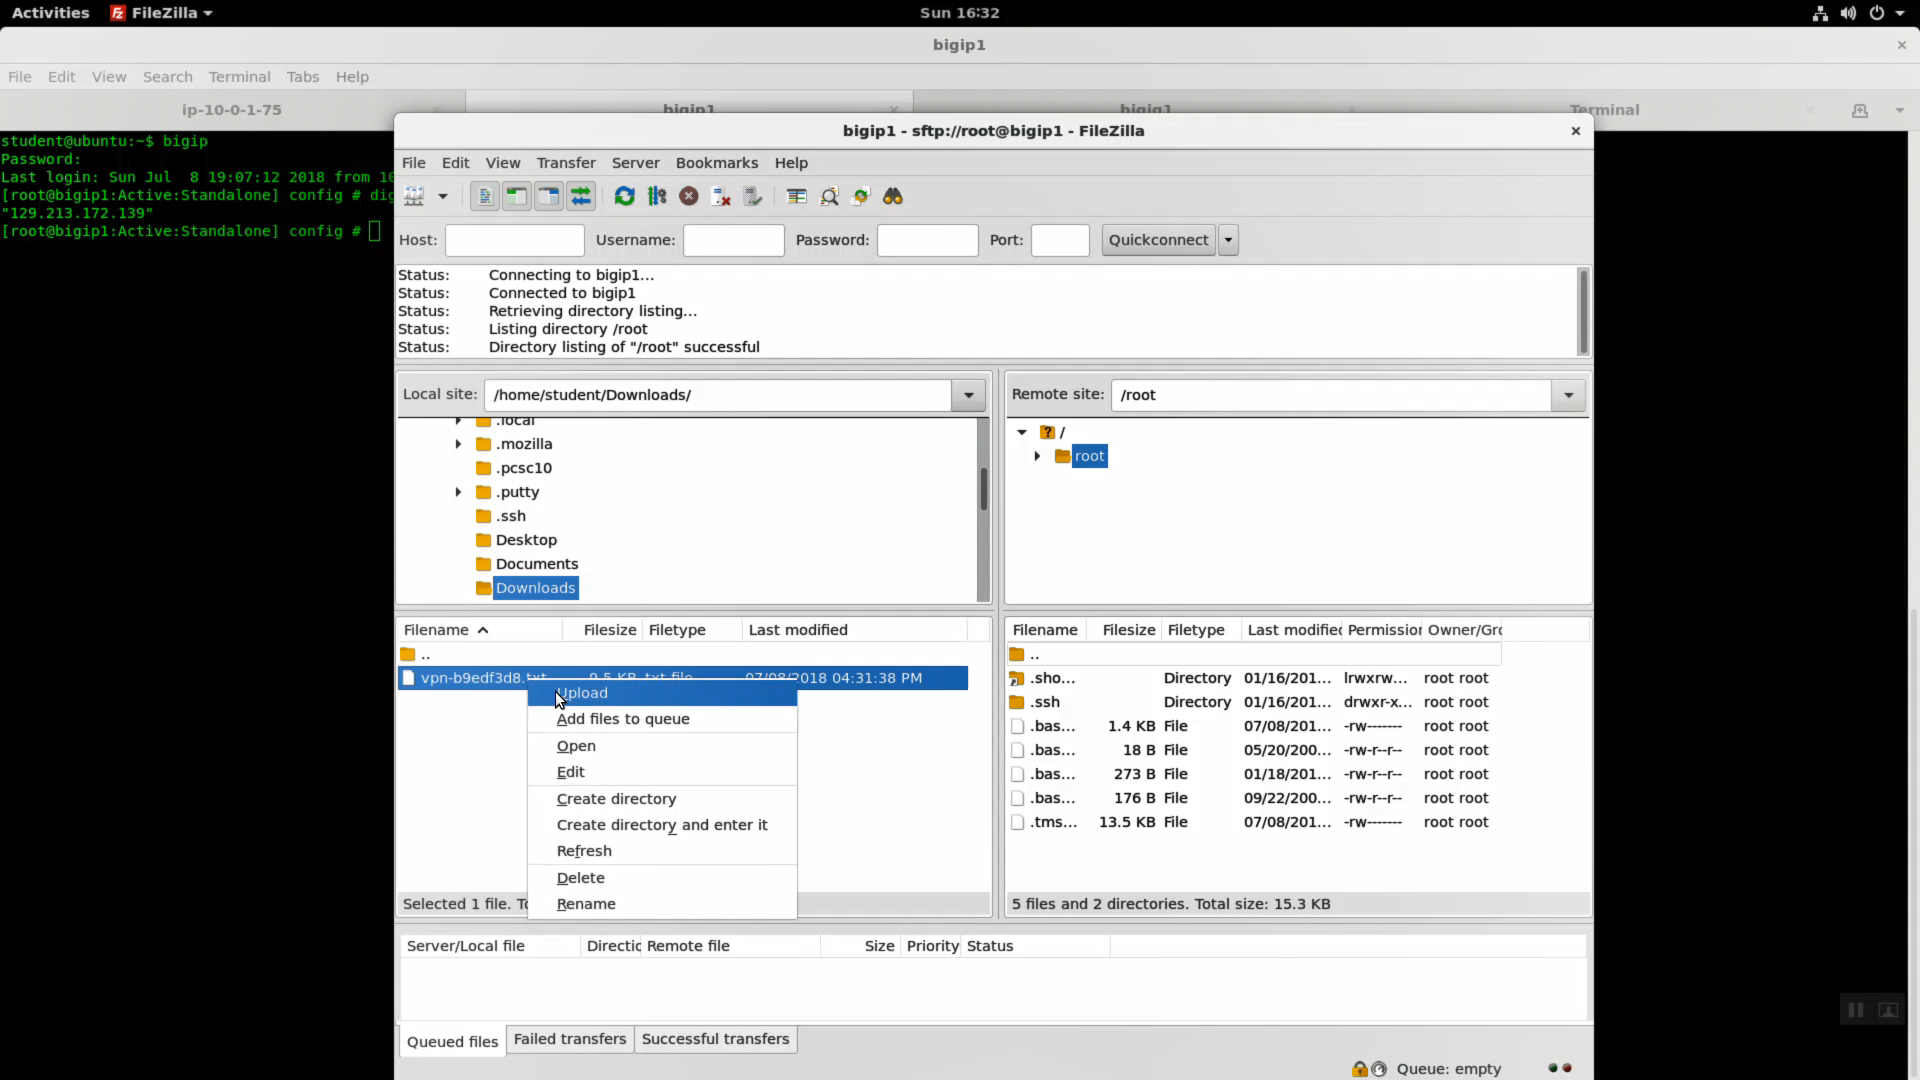 Activities FileZilla Sun 16:32
bigip1
File Edit View Search Terminal Tabs Help
ip-10-0-1-75 bigip1 bigig1 Terminal
student@ubuntu:~$ bigip
Password:
Last login: Sun Jul 8 19:07:12 2018 from 10
[root@bigip1:Active:Standalone] config # dig
"129.213.172.139"
[root@bigip1:Active:Standalone] config #
bigip1 - sftp://root@bigip1 - FileZilla
File Edit View Transfer Server Bookmarks Help
Host: Username: Password: Port: Quickconnect
Status: Connecting to bigip1...
Status: Connected to bigip1
Status: Retrieving directory listing...
Status: Listing directory /root
Status: Directory listing of "/root" successful
Local site: /home/student/Downloads/
.local
.mozilla
.pcsc10
.putty
.ssh
Desktop
Documents
Downloads
Remote site: /root
/
root
Filename Filesize Filetype Last modified
..
vpn-b9edf3d8.txt 9.5 KB txt-file 07/08/2018 04:31:38 PM
Upload
Add files to queue
Open
Edit
Create directory
Create directory and enter it
Refresh
Delete
Rename
Selected 1 file. To
Filename Filesize Filetype Last modified Permission Owner/Gro
..
.sho... Directory 01/16/201... lrwxrw... root root
.ssh Directory 01/16/201... drwxr-x... root root
.bas... 1.4 KB File 07/08/201... -rw------- root root
.bas... 18 B File 05/20/200... -rw-r--r-- root root
.bas... 273 B File 01/18/201... -rw-r--r-- root root
.bas... 176 B File 09/22/200... -rw-r--r-- root root
.tms... 13.5 KB File 07/08/201... -rw------- root root
5 files and 2 directories. Total size: 15.3 KB
Server/Local file Directic Remote file Size Priority Status
Queued files Failed transfers Successful transfers
Queue: empty